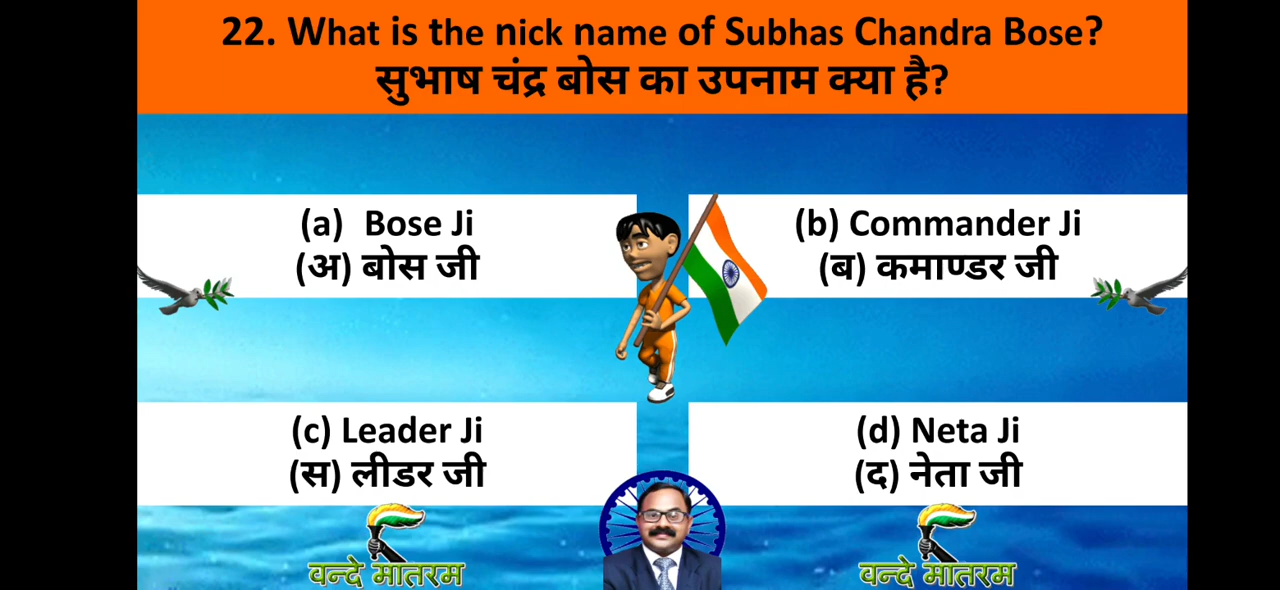 22. What is the nick name of Subhas Chandra Bose?
सुभाष चंद्र बोस का उपनाम क्या है?
(a) Bose Ji
(अ) बोस जी
(b) Commander Ji
(ब) कमाण्डर जी
(c) Leader Ji
(स) लीडर जी
(d) Neta Ji
(द) नेता जी
वन्दे मातरम
वन्दे मातरम